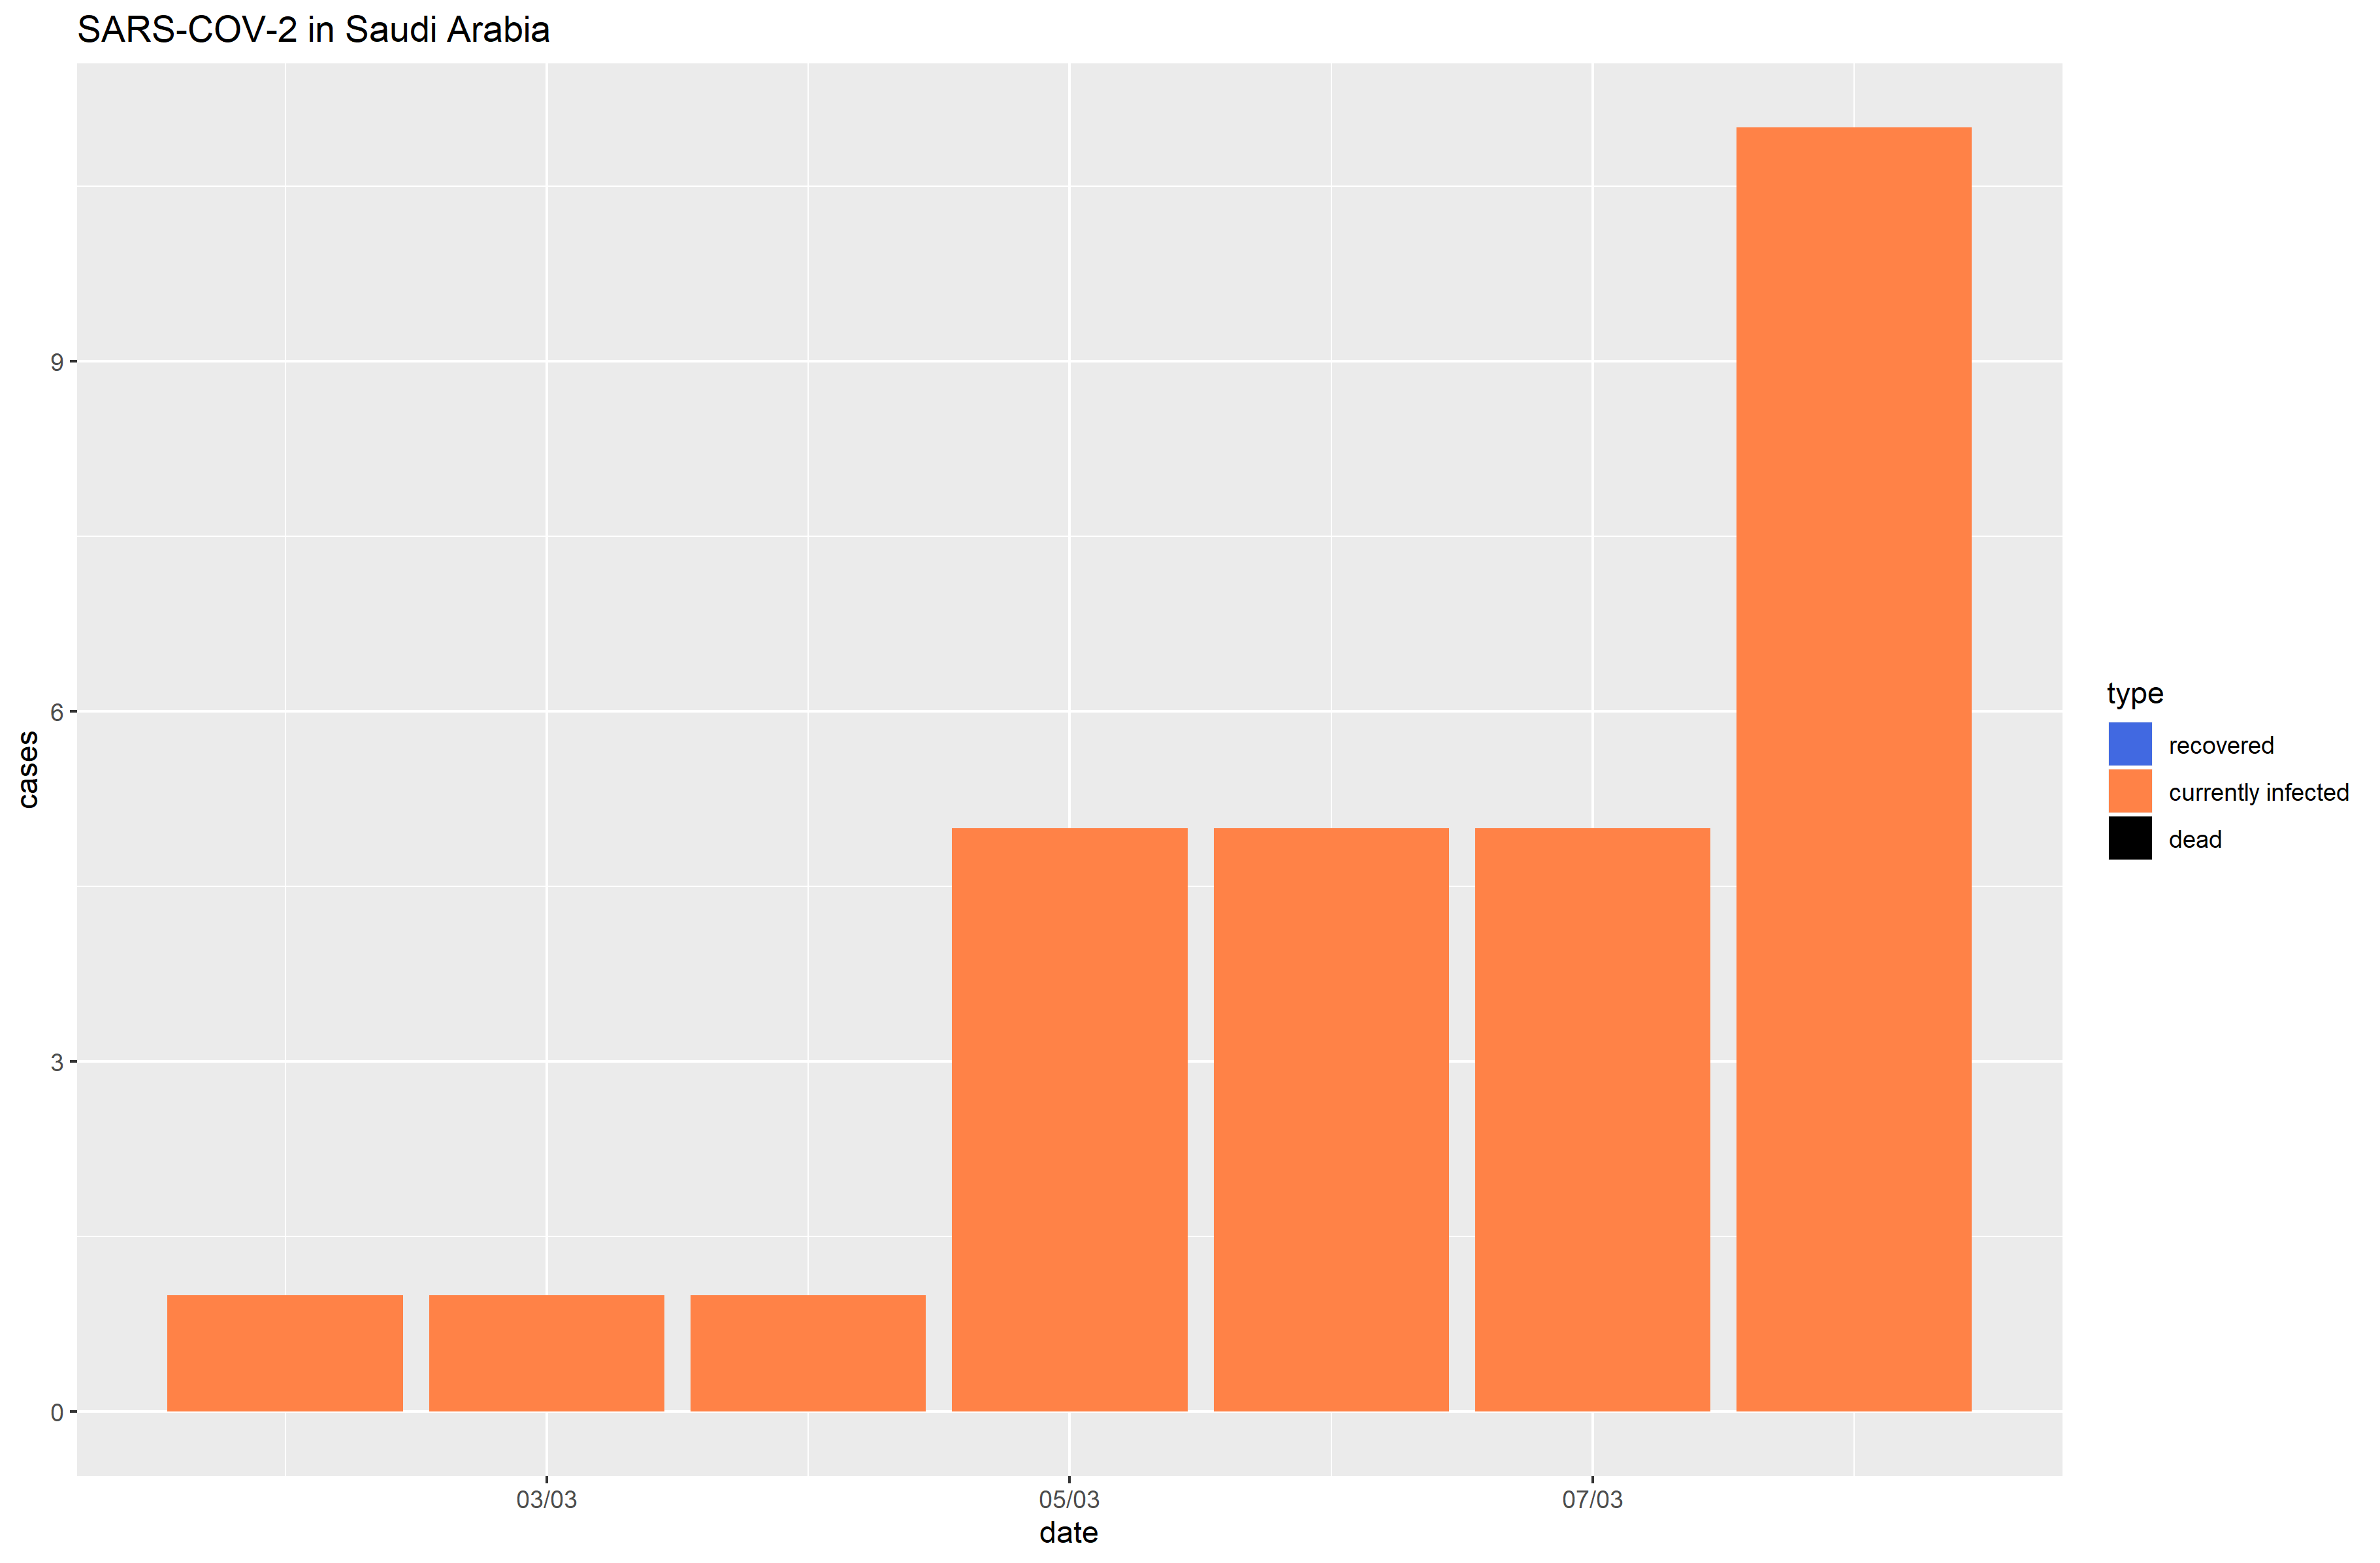 SARS-COV-2 in Saudi Arabia
9
6
3
0
cases
03/03
05/03
07/03
date
type
recovered
currently infected
dead